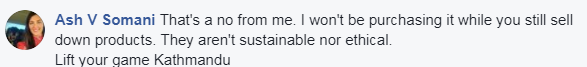 Ash V Somani That's a no from me. I won't be purchasing it while you still sell
down products. They aren't sustainable nor ethical.
Lift your game Kathmandu